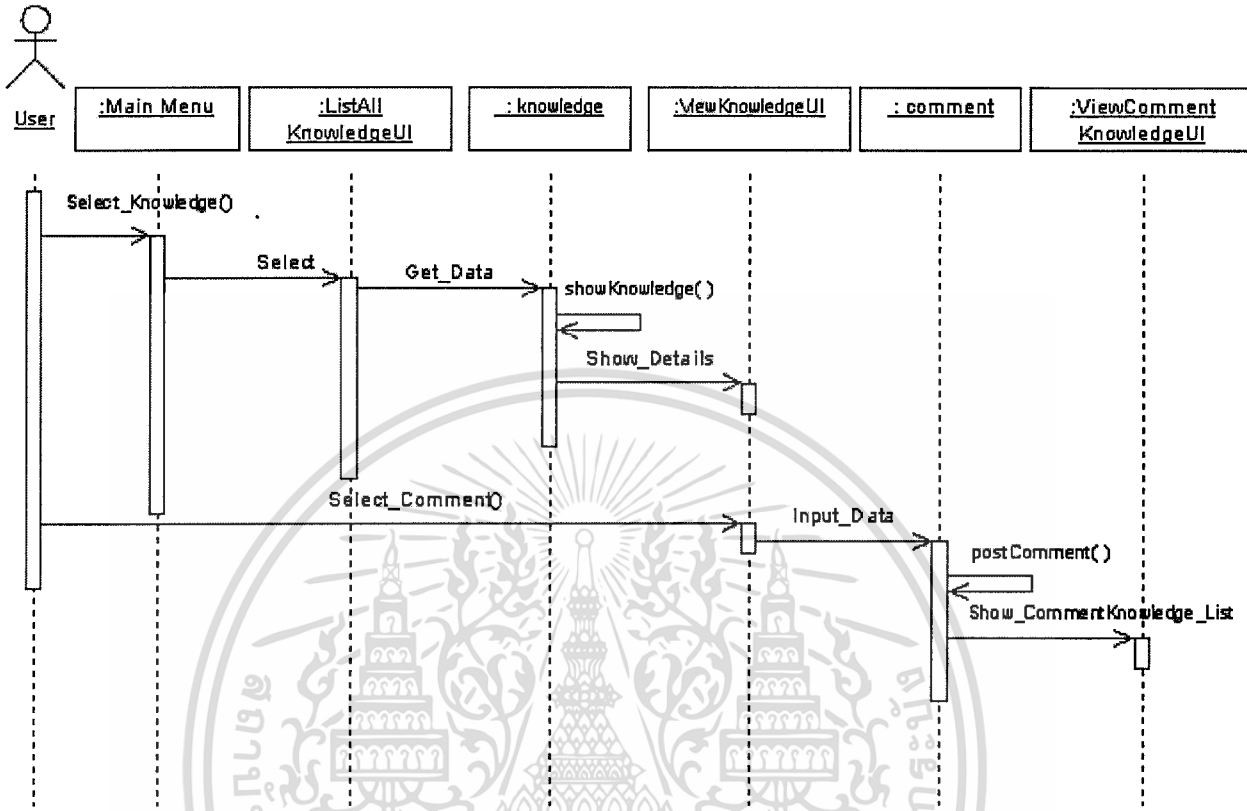 User
:Main Menu
:ListAll
KnowledgeUI
: knowledge
:ViewKnowledgeUI
: comment
:ViewComment
KnowledgeUI
Select_Knowledge()
Select
Get_Data
showKnowledge( )
Show_Details
Select_Comment()
Input_Data
postComment( )
Show_CommentKnowledge_List